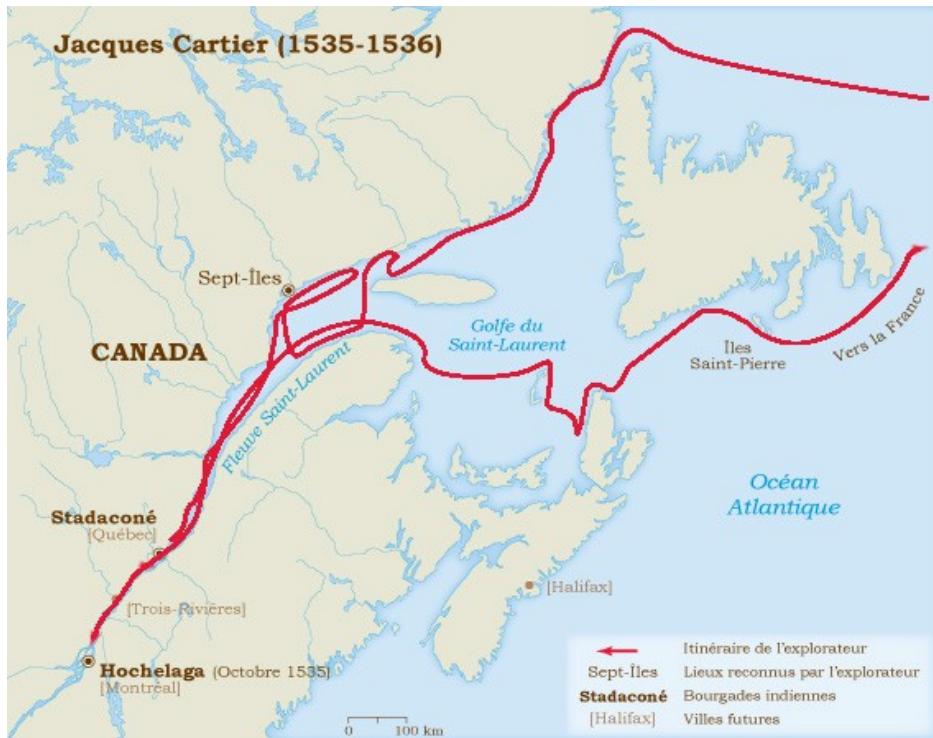 Jacques Cartier (1535-1536)
Sept-Îles
CANADA
Golfe du
Saint-Laurent
Îles
Saint-Pierre
Vers la France
Fleuve Saint-Laurent
Océan
Atlantique
Stadaconé
[Québec]
[Trois-Rivières]
[Halifax]
Hochelaga (Octobre 1535)
[Montréal]
0 100 km
Itinéraire de l'explorateur
Sept-Îles Lieux reconnus par l'explorateur
Stadaconé Bourgades indiennes
[Halifax] Villes futures